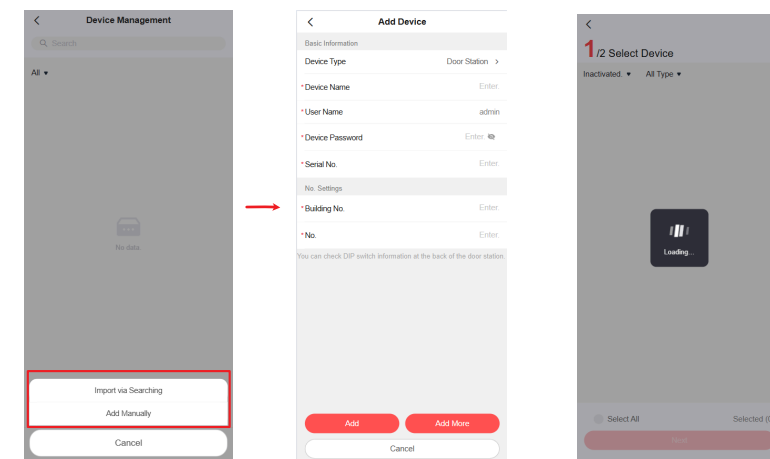 Device Management
Search
All
No data
Import via Searching
Add Manually
Cancel
Add Device
Basic Information
Device Type Door Station
*Device Name Enter.
*User Name admin
*Device Password Enter.
*Serial No. Enter.
No. Settings
*Building No. Enter.
*No. Enter.
You can check DIP switch information at the back of the door station.
Add Add More
Cancel
1/2 Select Device
Inactivated. All Type
Loading...
Select All Selected (0